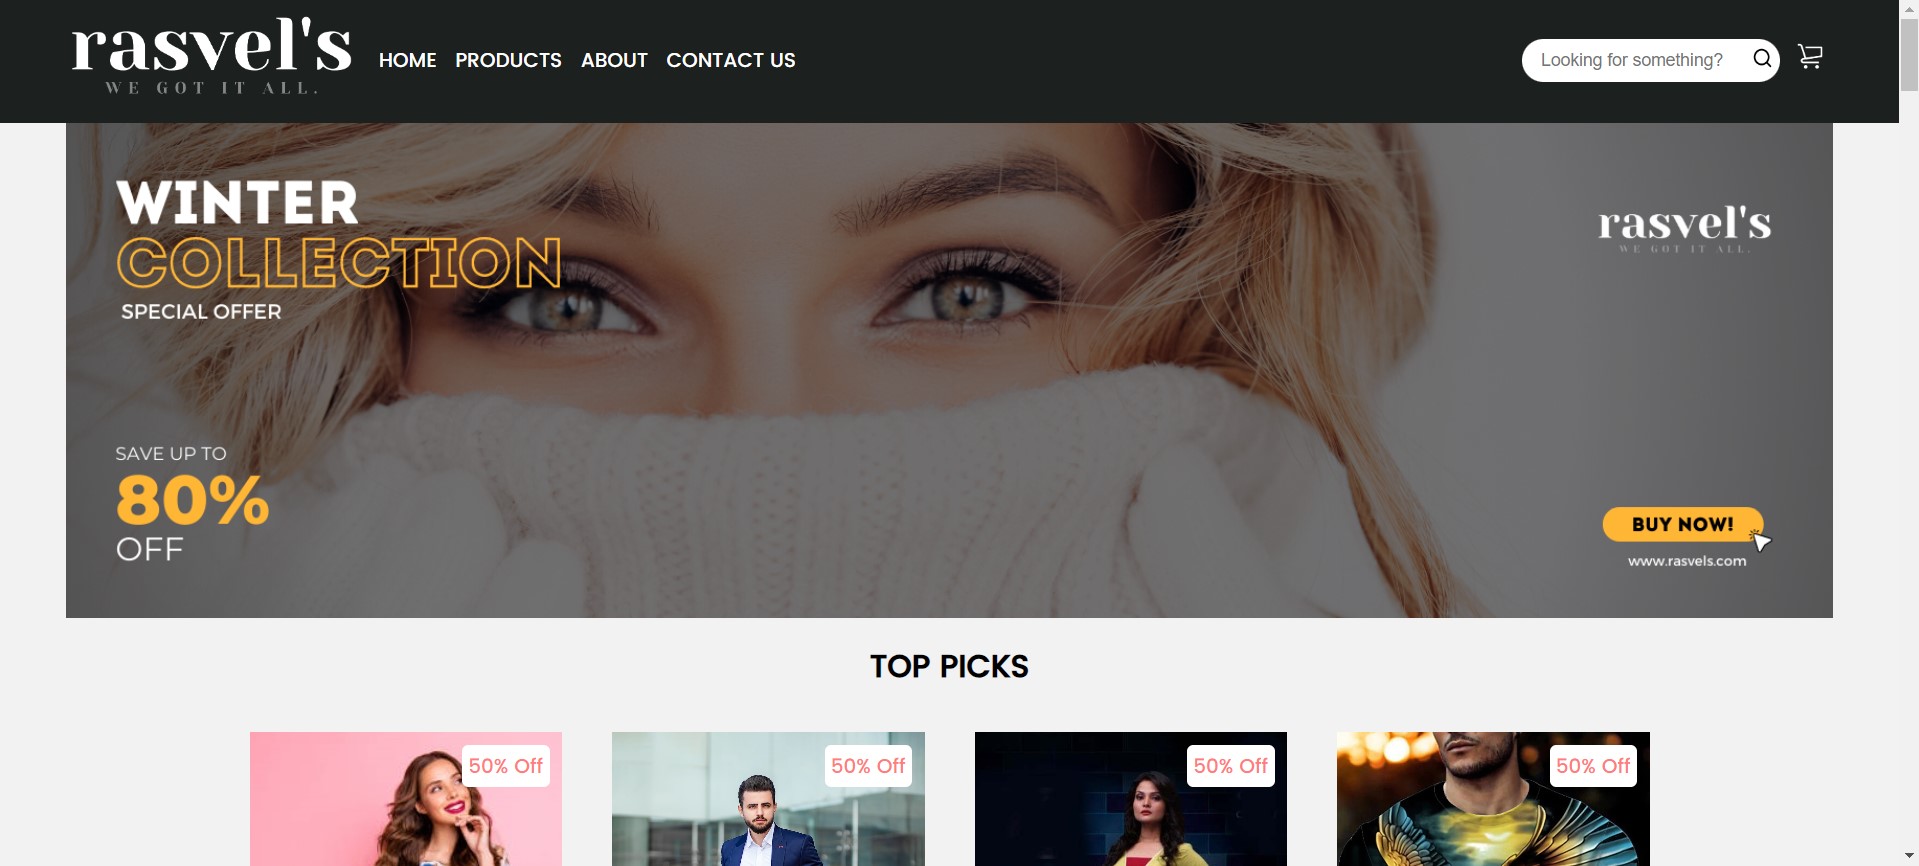 rasvel's
WE GOT IT ALL.
HOME PRODUCTS ABOUT CONTACT US
Looking for something?
WINTER
COLLECTION
SPECIAL OFFER
rasvel's
WE GOT IT ALL.
SAVE UP TO
80%
OFF
BUY NOW!
www.rasvels.com
TOP PICKS
50% Off
50% Off
50% Off
50% Off